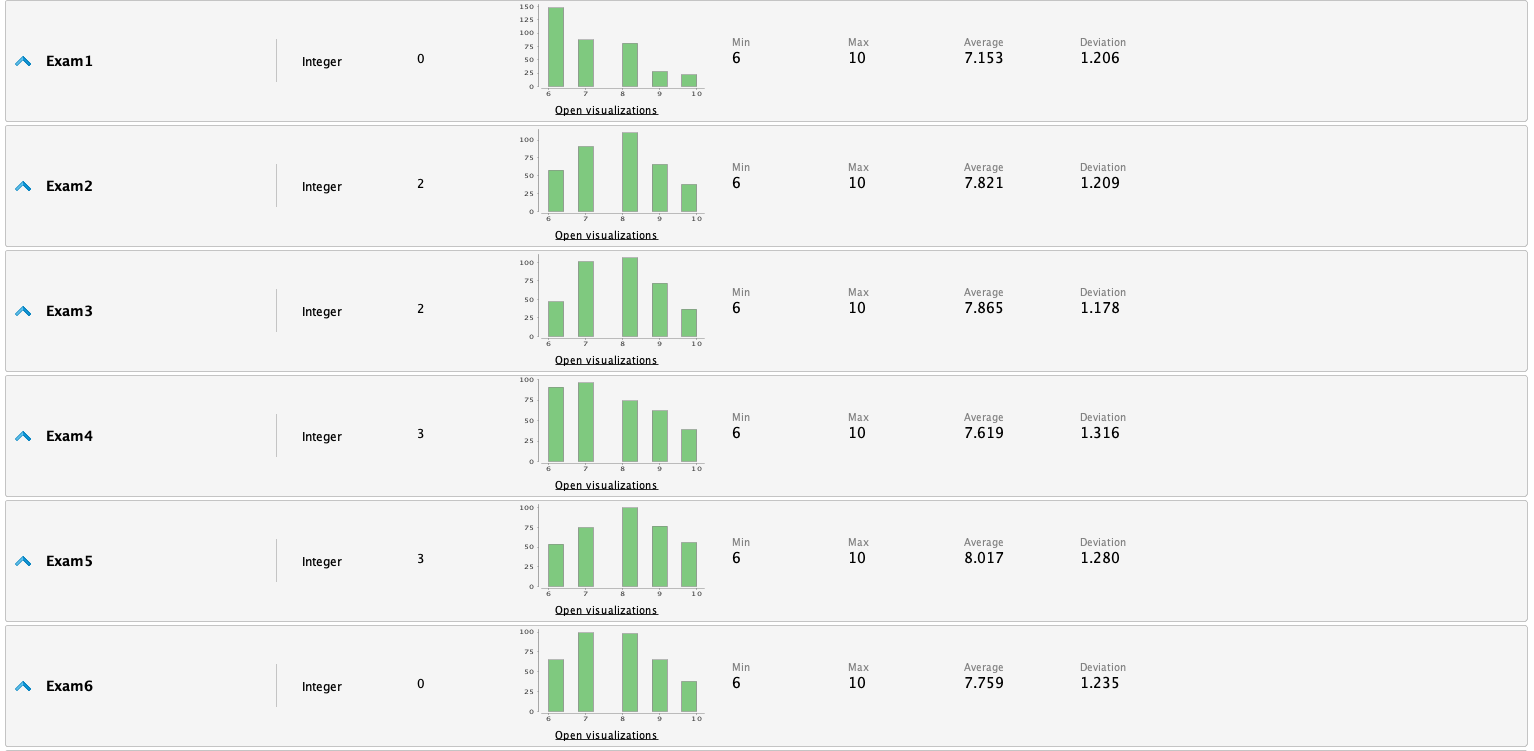 Exam1 Integer 0 Min Max Average Deviation
6 10 7.153 1.206
150
125
100
75
50
25
0
6 7 8 9 10
Open visualizations
Exam2 Integer 2 Min Max Average Deviation
6 10 7.821 1.209
100
75
50
25
0
6 7 8 9 10
Open visualizations
Exam3 Integer 2 Min Max Average Deviation
6 10 7.865 1.178
100
75
50
25
0
6 7 8 9 10
Open visualizations
Exam4 Integer 3 Min Max Average Deviation
6 10 7.619 1.316
100
75
50
25
0
6 7 8 9 10
Open visualizations
Exam5 Integer 3 Min Max Average Deviation
6 10 8.017 1.280
100
75
50
25
0
6 7 8 9 10
Open visualizations
Exam6 Integer 0 Min Max Average Deviation
6 10 7.759 1.235
100
75
50
25
0
6 7 8 9 10
Open visualizations